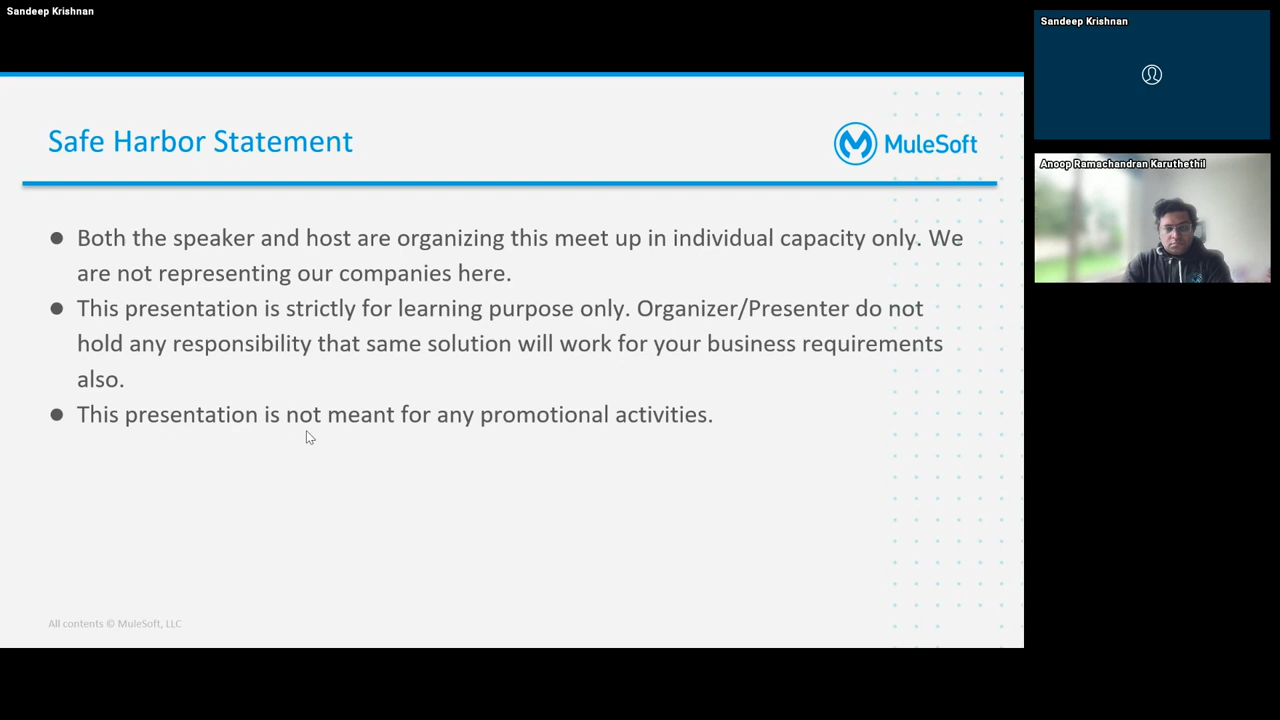 Sandeep Krishnan
Sandeep Krishnan
Anoop Ramachandran Karuthethil
Safe Harbor Statement
MuleSoft
● Both the speaker and host are organizing this meet up in individual capacity only. We
are not representing our companies here.
● This presentation is strictly for learning purpose only. Organizer/Presenter do not
hold any responsibility that same solution will work for your business requirements
also.
● This presentation is not meant for any promotional activities.
All contents © MuleSoft, LLC